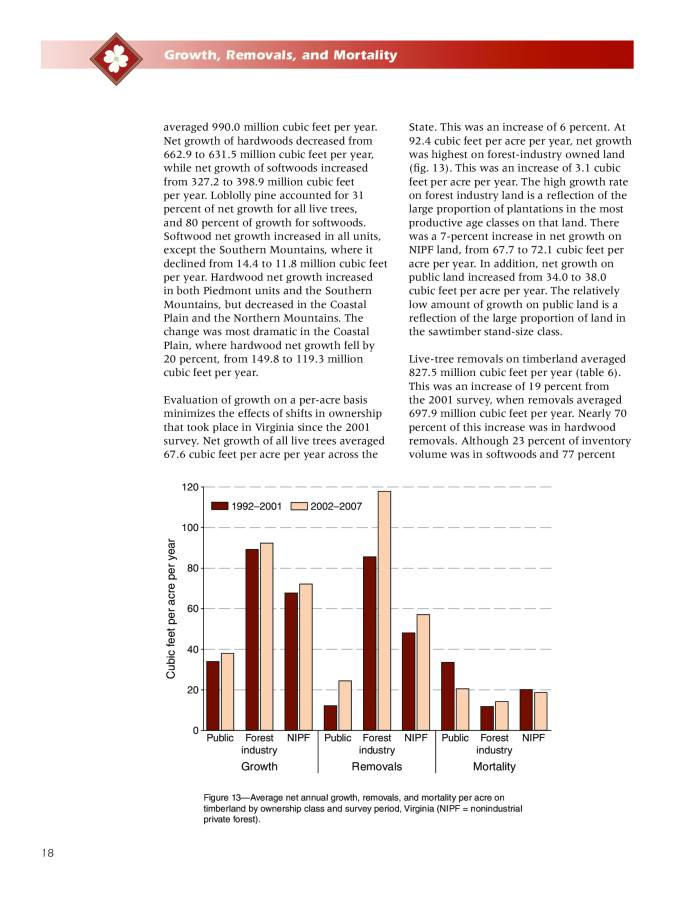 Growth, Removals, and Mortality
averaged 990.0 million cubic feet per year.
Net growth of hardwoods decreased from
662.9 to 631.5 million cubic feet per year,
while net growth of softwoods increased
from 327.2 to 398.9 million cubic feet
per year. Loblolly pine accounted for 31
percent of net growth for all live trees,
and 80 percent of growth for softwoods.
Softwood net growth increased in all units,
except the Southern Mountains, where it
declined from 14.4 to 11.8 million cubic feet
per year. Hardwood net growth increased
in both Piedmont units and the Southern
Mountains, but decreased in the Coastal
Plain and the Northern Mountains. The
change was most dramatic in the Coastal
Plain, where hardwood net growth fell by
20 percent, from 149.8 to 119.3 million
cubic feet per year.
Evaluation of growth on a per-acre basis
minimizes the effects of shifts in ownership
that took place in Virginia since the 2001
survey. Net growth of all live trees averaged
67.6 cubic feet per acre per year across the
State. This was an increase of 6 percent. At
92.4 cubic feet per acre per year, net growth
was highest on forest-industry owned land
(fig. 13). This was an increase of 3.1 cubic
feet per acre per year. The high growth rate
on forest industry land is a reflection of the
large proportion of plantations in the most
productive age classes on that land. There
was a 7-percent increase in net growth on
NIPF land, from 67.7 to 72.1 cubic feet per
acre per year. In addition, net growth on
public land increased from 34.0 to 38.0
cubic feet per acre per year. The relatively
low amount of growth on public land is a
reflection of the large proportion of land in
the sawtimber stand-size class.
Live-tree removals on timberland averaged
827.5 million cubic feet per year (table 6).
This was an increase of 19 percent from
the 2001 survey, when removals averaged
697.9 million cubic feet per year. Nearly 70
percent of this increase was in hardwood
removals. Although 23 percent of inventory
volume was in softwoods and 77 percent
120
100
80
60
40
20
0
Cubic feet per acre per year
1992–2001 2002–2007
Public Forest industry NIPF Public Forest industry NIPF Public Forest industry NIPF
Growth Removals Mortality
Figure 13—Average net annual growth, removals, and mortality per acre on
timberland by ownership class and survey period, Virginia (NIPF = nonindustrial
private forest).
18